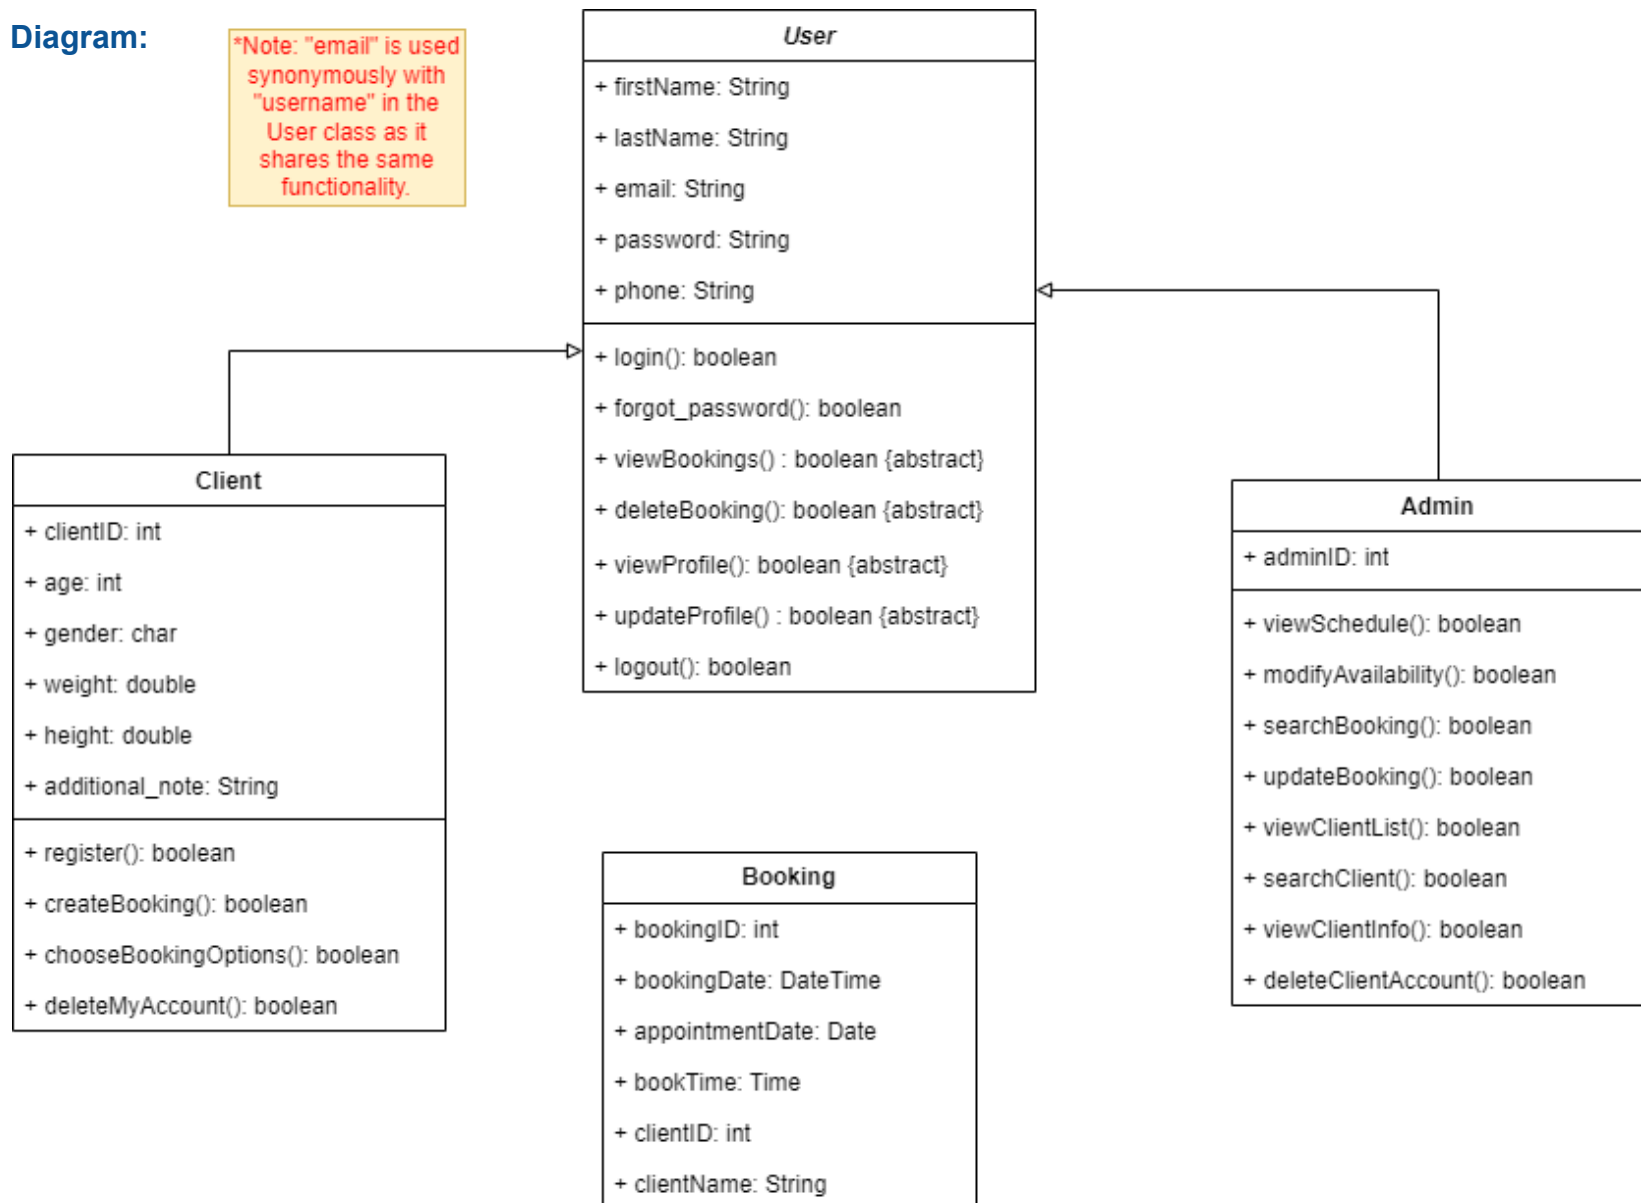 Diagram:
*Note: "email" is used
synonymously with
"username" in the
User class as it
shares the same
functionality.
User
+ firstName: String
+ lastName: String
+ email: String
+ password: String
+ phone: String
+ login(): boolean
+ forgot_password(): boolean
+ viewBookings() : boolean {abstract}
+ deleteBooking(): boolean {abstract}
+ viewProfile(): boolean {abstract}
+ updateProfile() : boolean {abstract}
+ logout(): boolean
Client
+ clientID: int
+ age: int
+ gender: char
+ weight: double
+ height: double
+ additional_note: String
+ register(): boolean
+ createBooking(): boolean
+ chooseBookingOptions(): boolean
+ deleteMyAccount(): boolean
Admin
+ adminID: int
+ viewSchedule(): boolean
+ modifyAvailability(): boolean
+ searchBooking(): boolean
+ updateBooking(): boolean
+ viewClientList(): boolean
+ searchClient(): boolean
+ viewClientInfo(): boolean
+ deleteClientAccount(): boolean
Booking
+ bookingID: int
+ bookingDate: DateTime
+ appointmentDate: Date
+ bookTime: Time
+ clientID: int
+ clientName: String